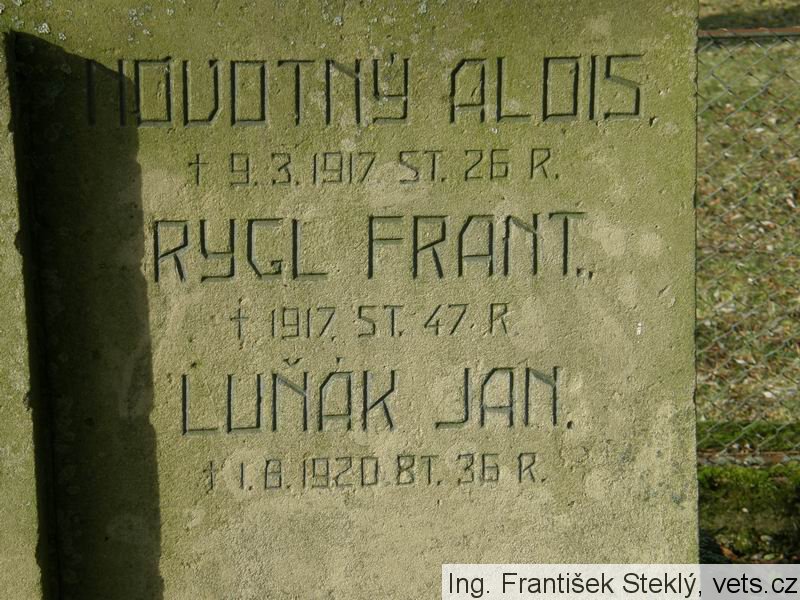 NOVOTNÝ ALOIS,
† 9. 3. 1917 ST. 26 R.
RYGL FRANT.,
† 1917, ST. 47 R
LUŇÁK JAN.
† 1. 8. 1920 ST. 36 R.
Ing. František Steklý, vets.cz